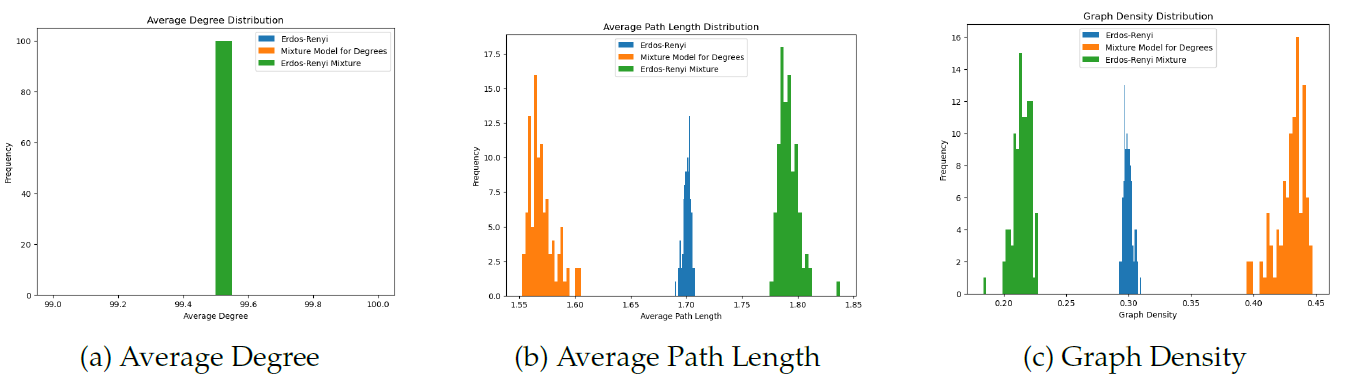 Average Degree Distribution
Erdos-Renyi
Mixture Model for Degrees
Erdos-Renyi Mixture
100
80
60
40
20
0
Frequency
99.0 99.2 99.4 99.6 99.8 100.0
Average Degree
(a) Average Degree
Average Path Length Distribution
Erdos-Renyi
Mixture Model for Degrees
Erdos-Renyi Mixture
17.5
15.0
12.5
10.0
7.5
5.0
2.5
0.0
Frequency
1.55 1.60 1.65 1.70 1.75 1.80 1.85
Average Path Length
(b) Average Path Length
Graph Density Distribution
Erdos-Renyi
Mixture Model for Degrees
Erdos-Renyi Mixture
16
14
12
10
8
6
4
2
0
Frequency
0.20 0.25 0.30 0.35 0.40 0.45
Graph Density
(c) Graph Density